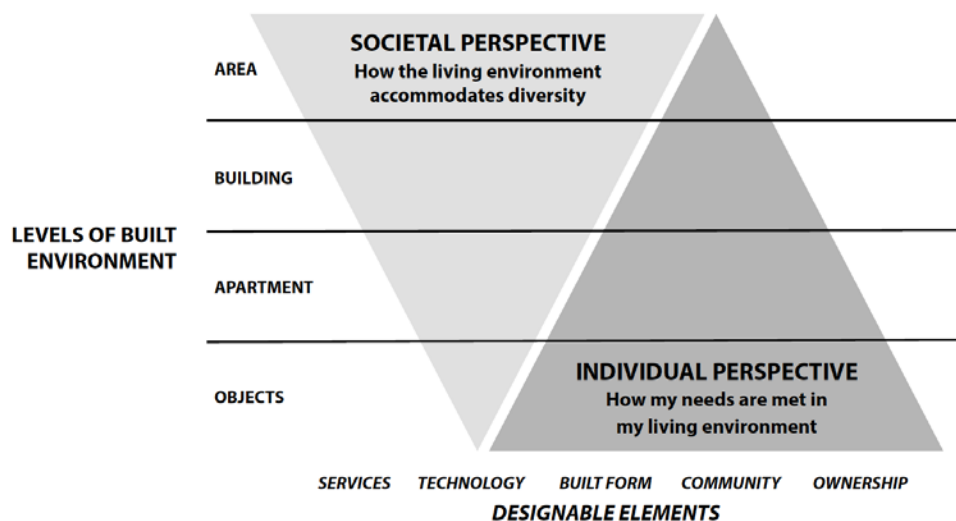 SOCIETAL PERSPECTIVE
How the living environment
accommodates diversity
AREA
BUILDING
LEVELS OF BUILT
ENVIRONMENT
APARTMENT
OBJECTS
INDIVIDUAL PERSPECTIVE
How my needs are met in
my living environment
SERVICES TECHNOLOGY BUILT FORM COMMUNITY OWNERSHIP
DESIGNABLE ELEMENTS